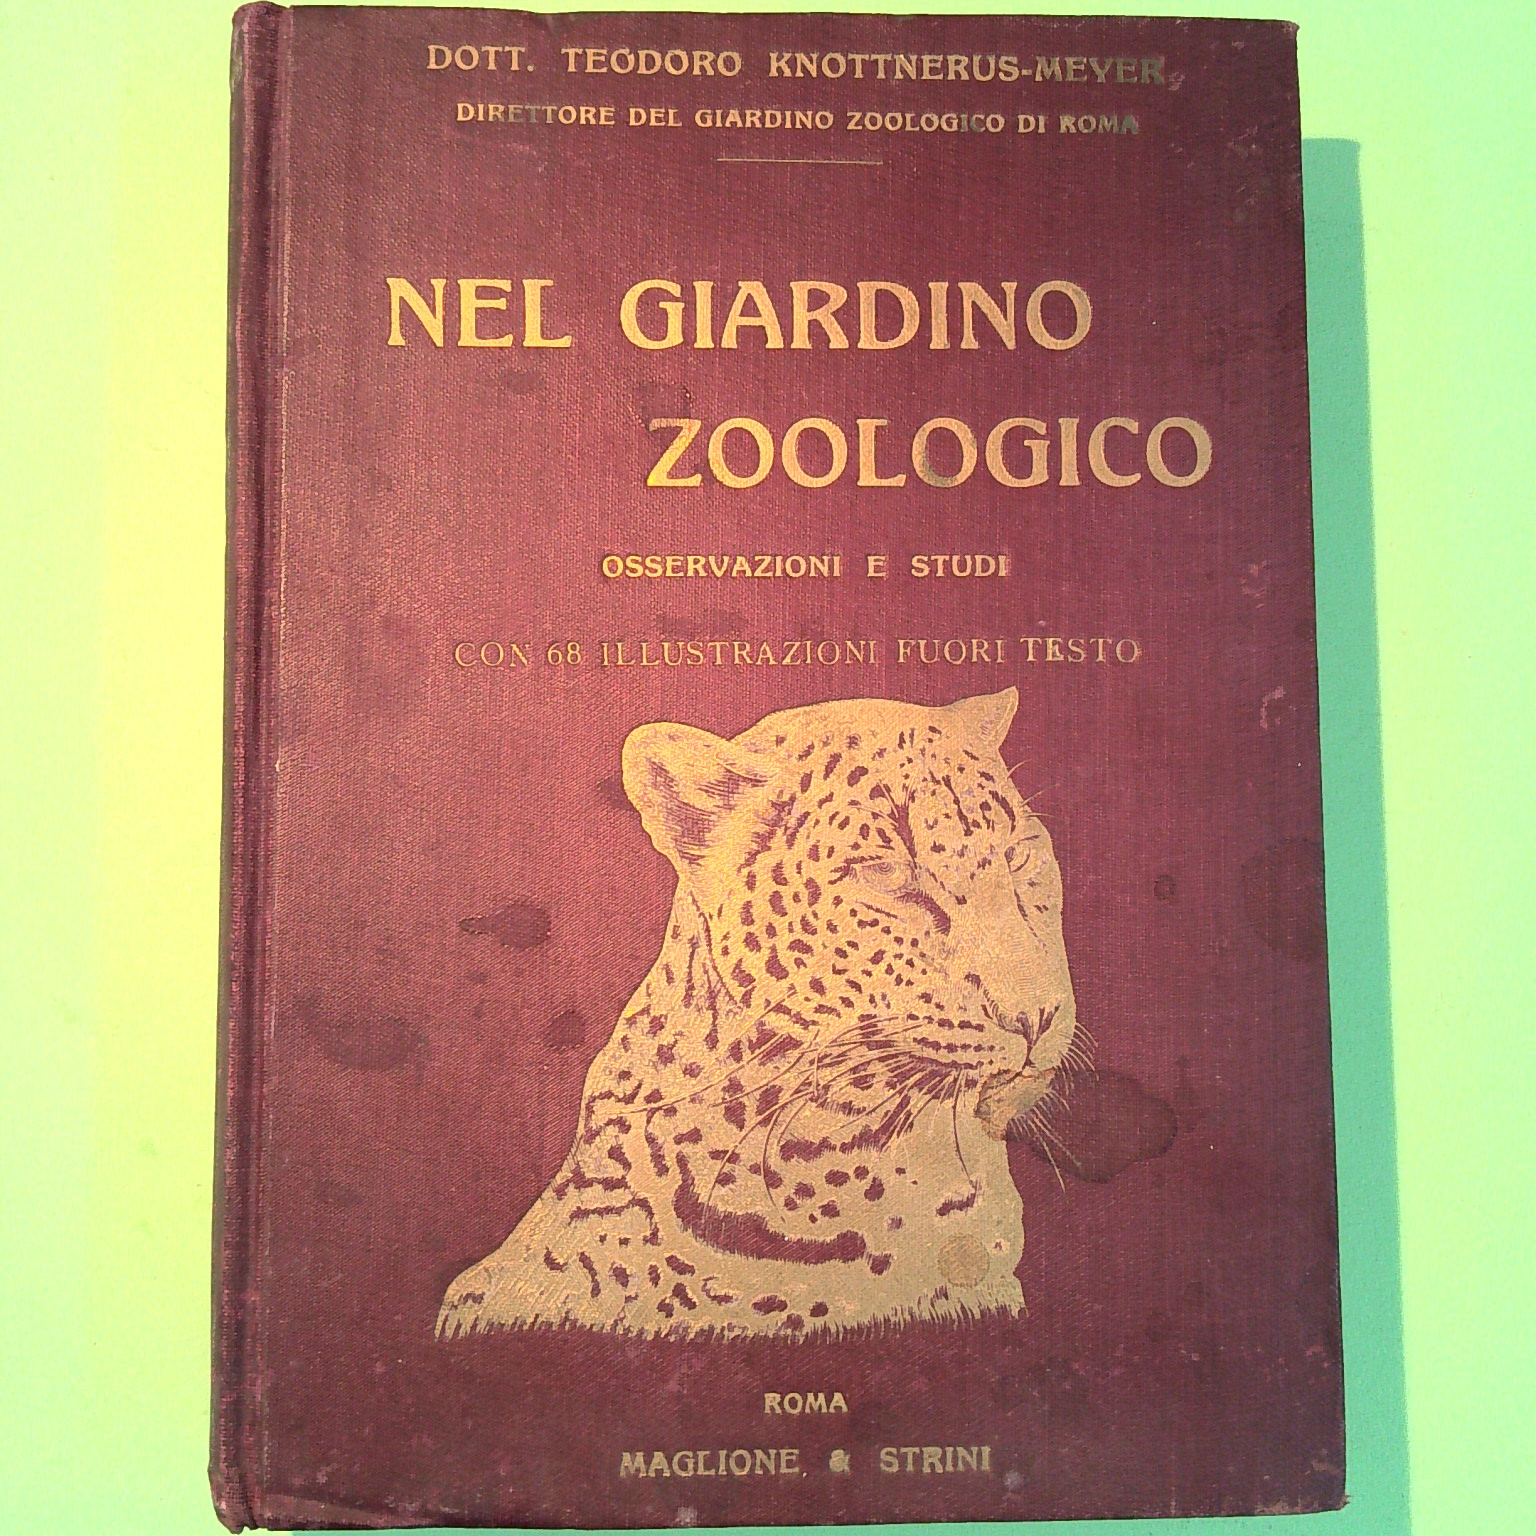 DOTT. TEODORO KNOTTNERUS-MEYER
DIRETTORE DEL GIARDINO ZOOLOGICO DI ROMA
NEL GIARDINO
ZOOLOGICO
OSSERVAZIONI E STUDI
CON 68 ILLUSTRAZIONI FUORI TESTO
ROMA
MAGLIONE & STRINI